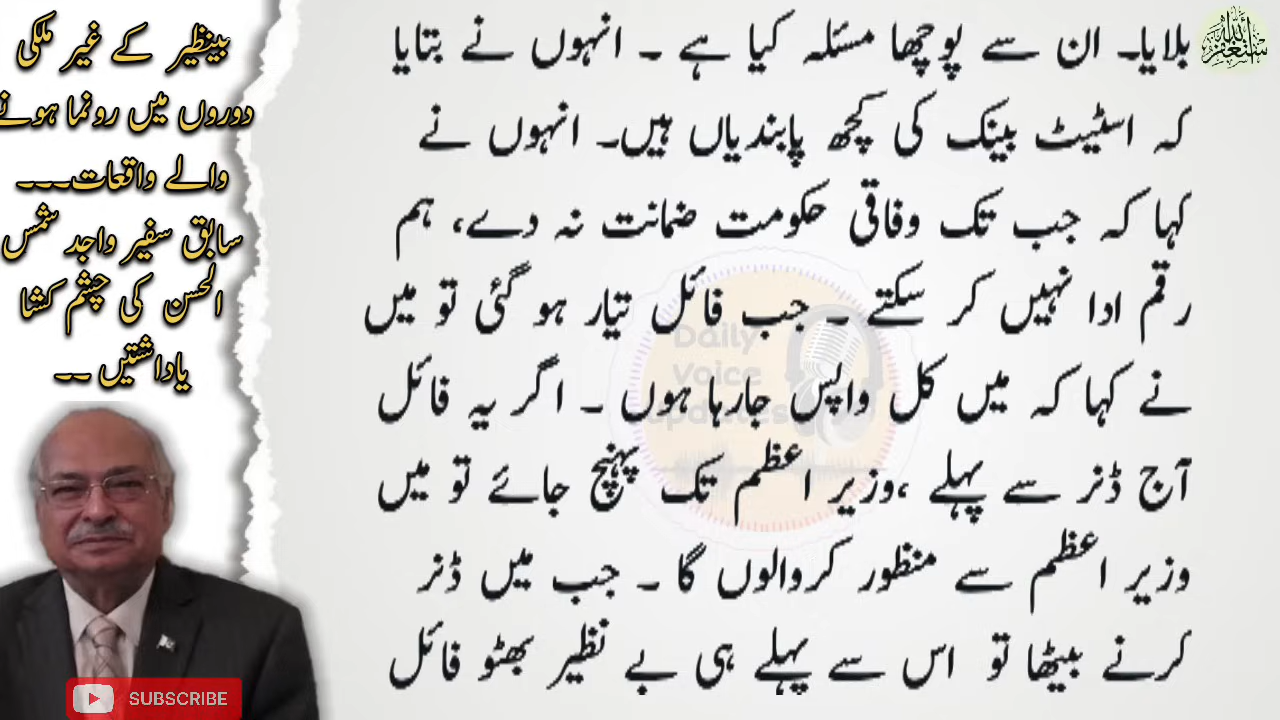 بلایا۔ ان سے پوچھا مسئلہ کیا ہے ۔ انہوں نے بتایا
کہ اسٹیٹ بینک کی کچھ پابندیاں ہیں۔ انہوں نے
کہا کہ جب تک وفاقی حکومت ضمانت نہ دے، ہم
رقم ادا نہیں کر سکتے ۔ جب فائل تیار ہو گئی تو میں
نے کہا کہ میں کل واپس جارہا ہوں ۔ اگر یہ فائل
آج ڈنر سے پہلے ،وزیر اعظم تک پہنچ جائے تو میں
وزیر اعظم سے منظور کروالوں گا ۔ جب میں ڈنر
کرنے بیٹھا تو اس سے پہلے ہی بے نظیر بھٹو فائل
بینظیر کے غیر ملکی
دوروں میں رونما ہونے
والے واقعات۔۔۔
سابق سفیر واجد شمس
الحسن کی چشم کشا
یاداشتیں ۔۔
Daily
Voice
Updates
SUBSCRIBE